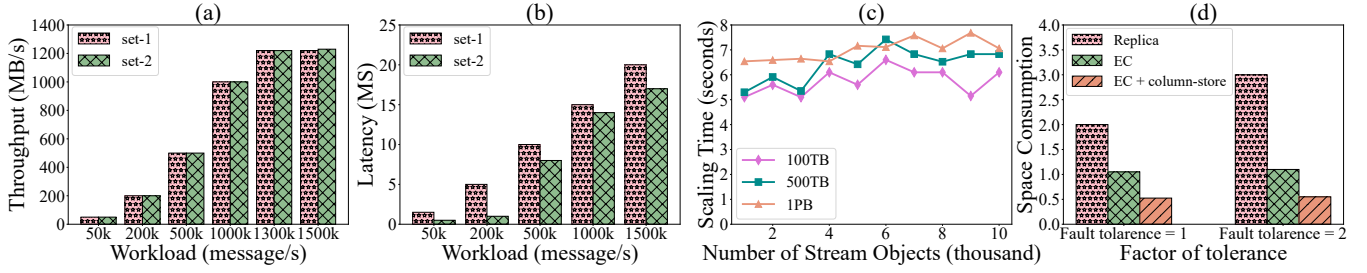 (a)
Throughput (MB/s)
1400
1200
1000
800
600
400
200
0
set-1
set-2
50k 200k 500k 1000k 1300k 1500k
Workload (message/s)
(b)
Latency (MS)
25
20
15
10
5
0
set-1
set-2
50k 200k 500k 1000k 1500k
Workload (message/s)
(c)
Scaling Time (seconds)
8
7
6
5
4
3
2
1
0
100TB
500TB
1PB
2 4 6 8 10
Number of Stream Objects (thousand)
(d)
Space Consumption
4.0
3.5
3.0
2.5
2.0
1.5
1.0
0.5
0.0
Replica
EC
EC + column-store
Fault tolarence = 1 Fault tolarence = 2
Factor of tolerance